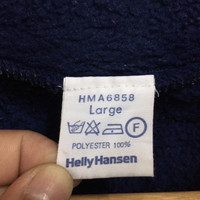 HMA6858
Large
F
POLYESTER 100%
Helly Hansen